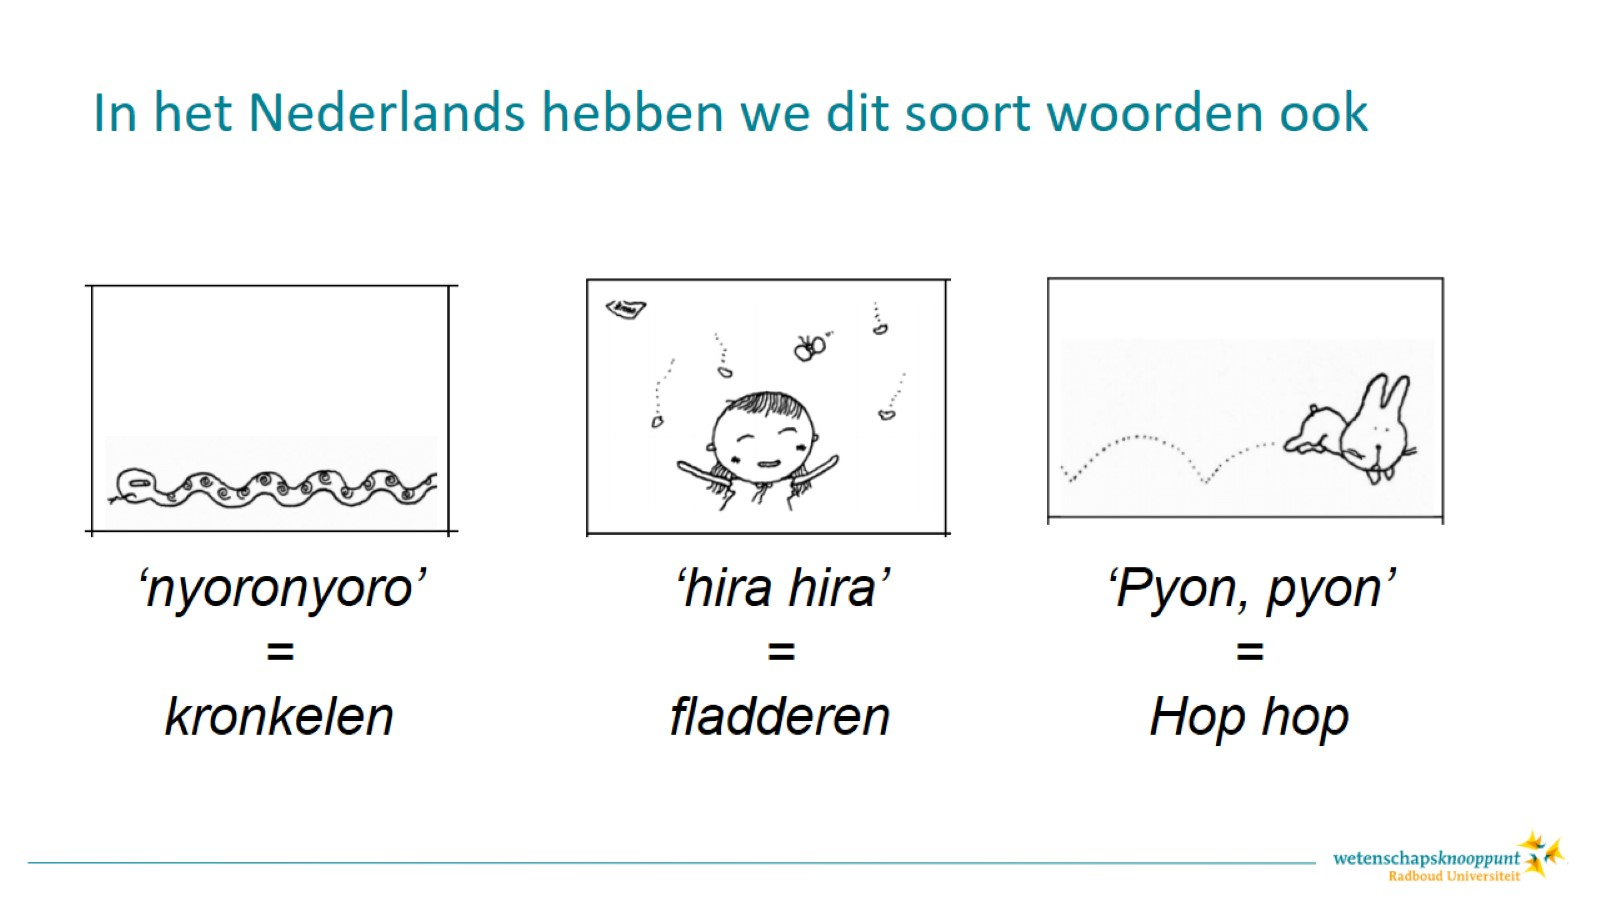 In het Nederlands hebben we dit soort woorden ook
‘nyoronyoro’
=
kronkelen
‘hira hira’
=
fladderen
‘Pyon, pyon’
=
Hop hop
wetenschapsknooppunt
Radboud Universiteit